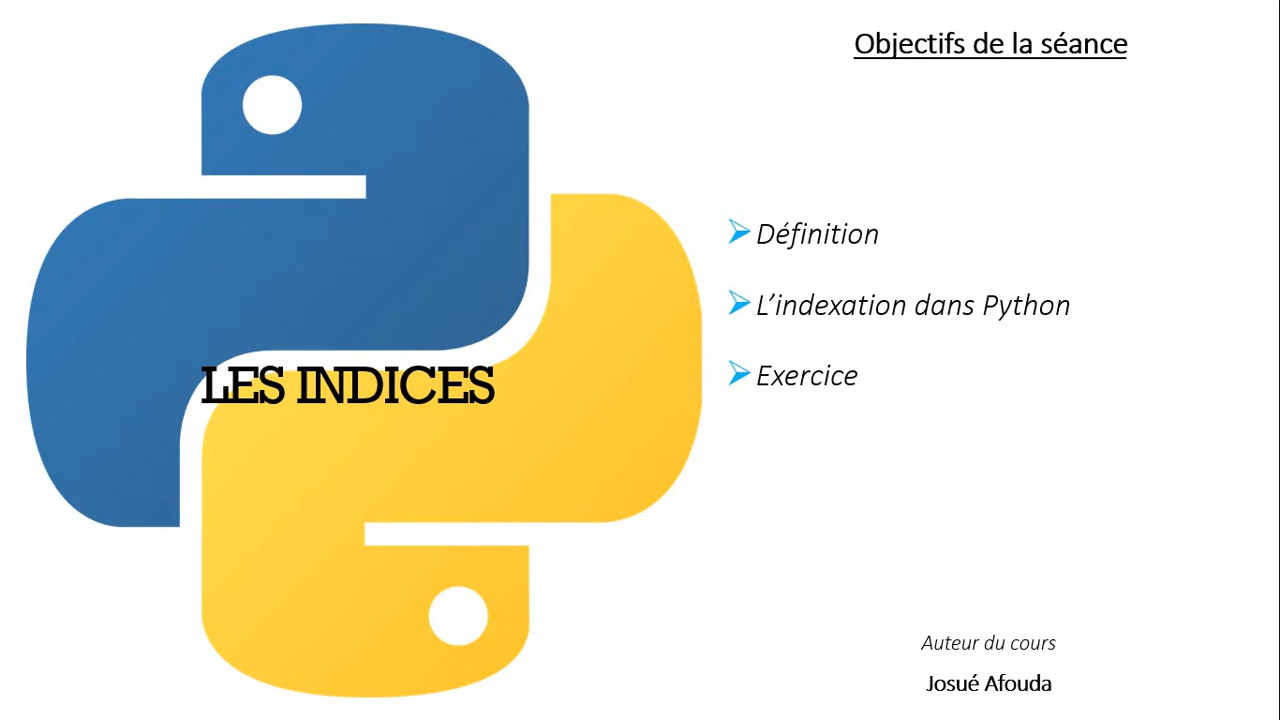 Objectifs de la séance
LES INDICES
Définition
L’indexation dans Python
Exercice
Auteur du cours
Josué Afouda